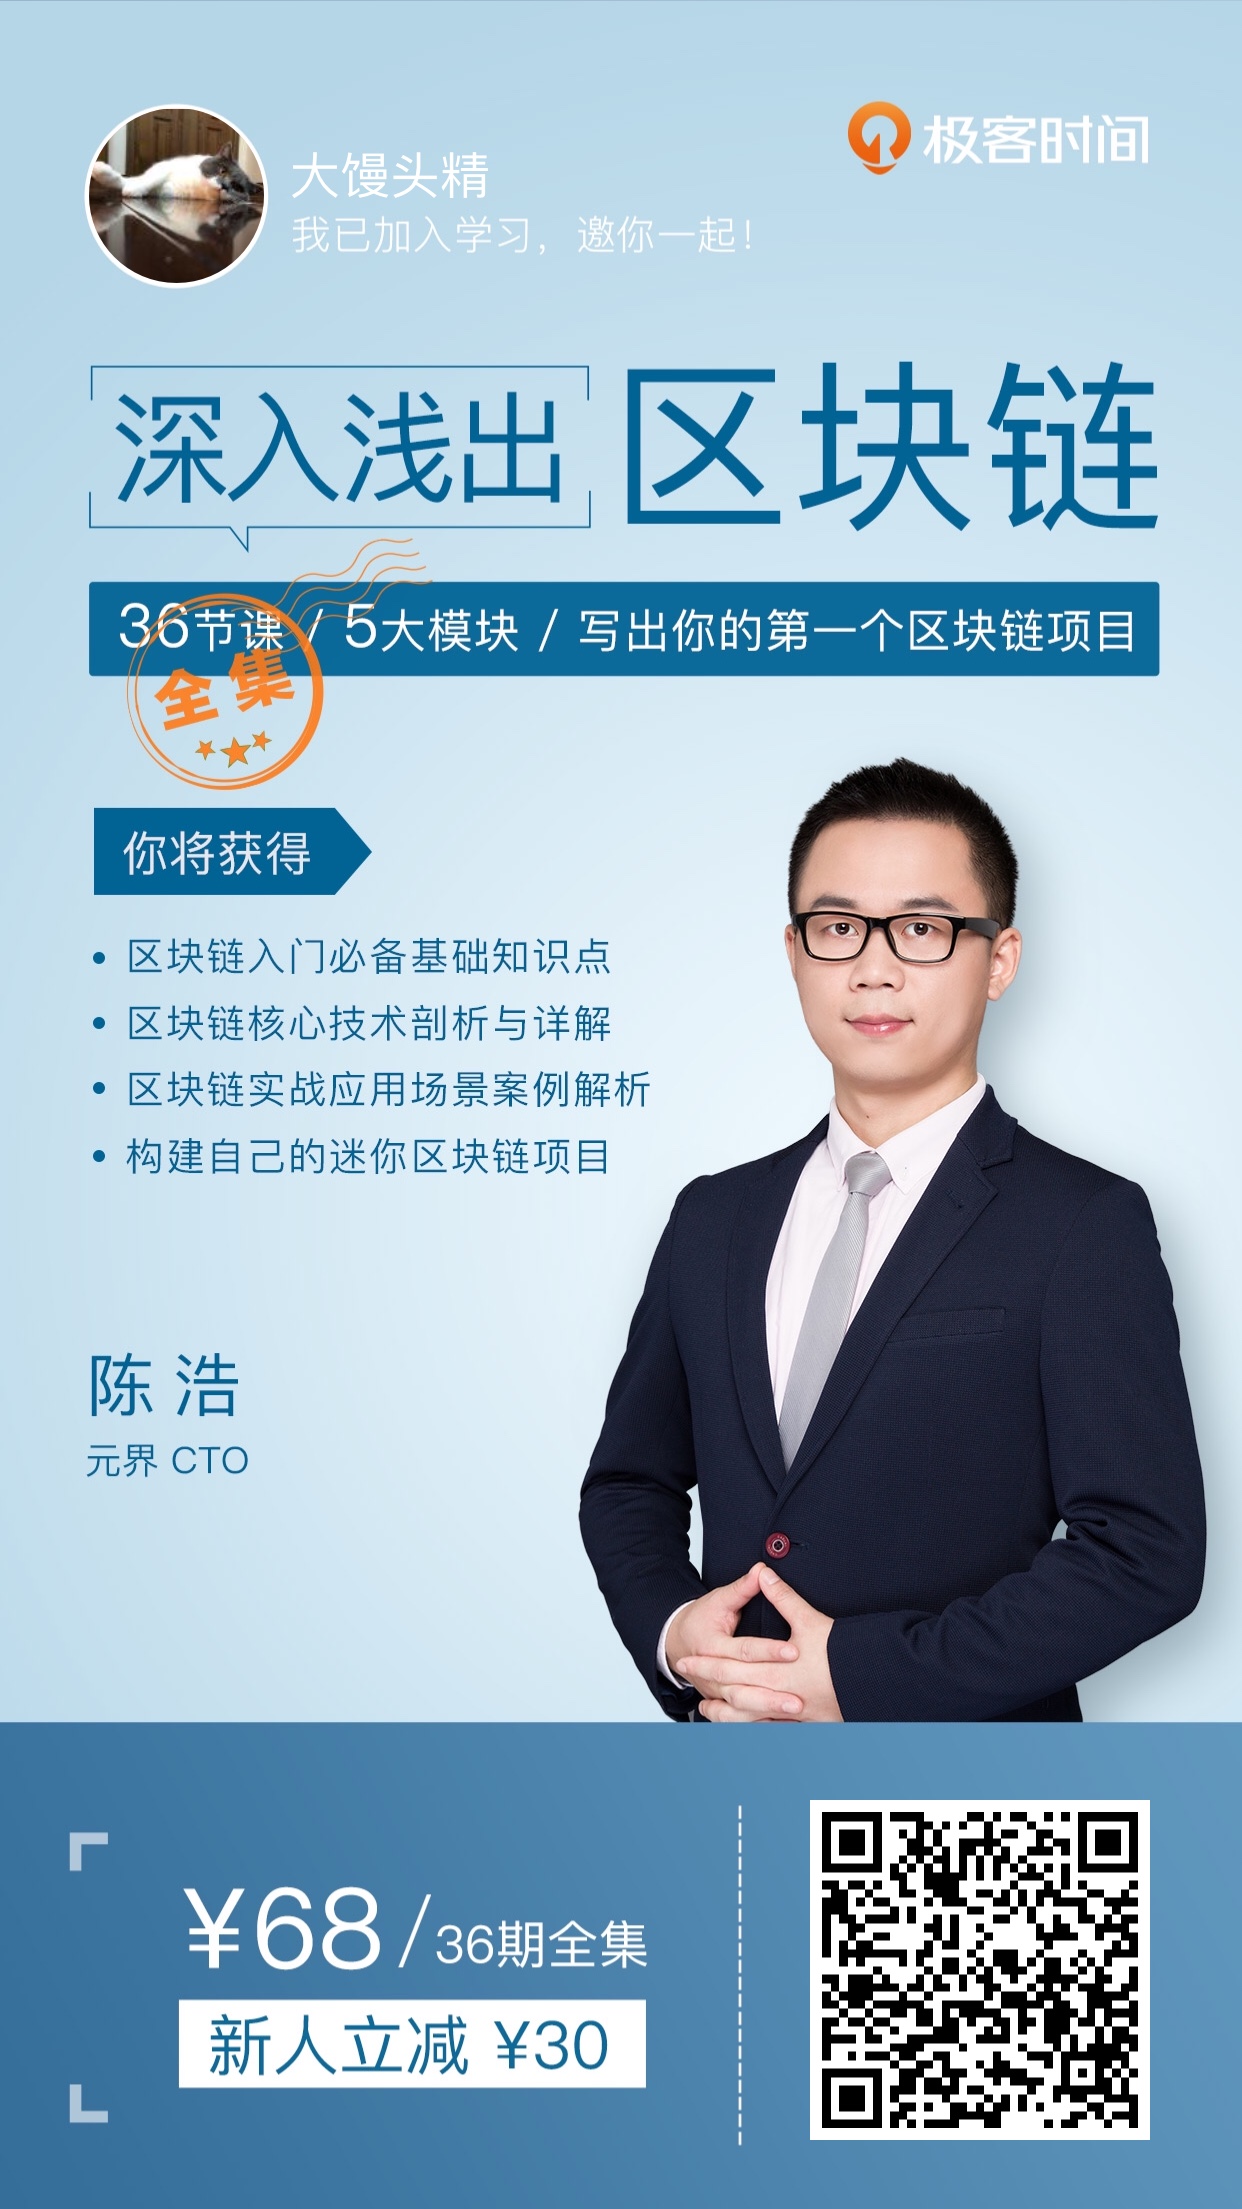 极客时间
大馒头精
我已加入学习，邀你一起！
深入浅出 区块链
36节课 / 5大模块 / 写出你的第一个区块链项目
全集
你将获得
• 区块链入门必备基础知识点
• 区块链核心技术剖析与详解
• 区块链实战应用场景案例解析
• 构建自己的迷你区块链项目
陈浩
元界 CTO
¥68/36期全集
新人立减 ¥30